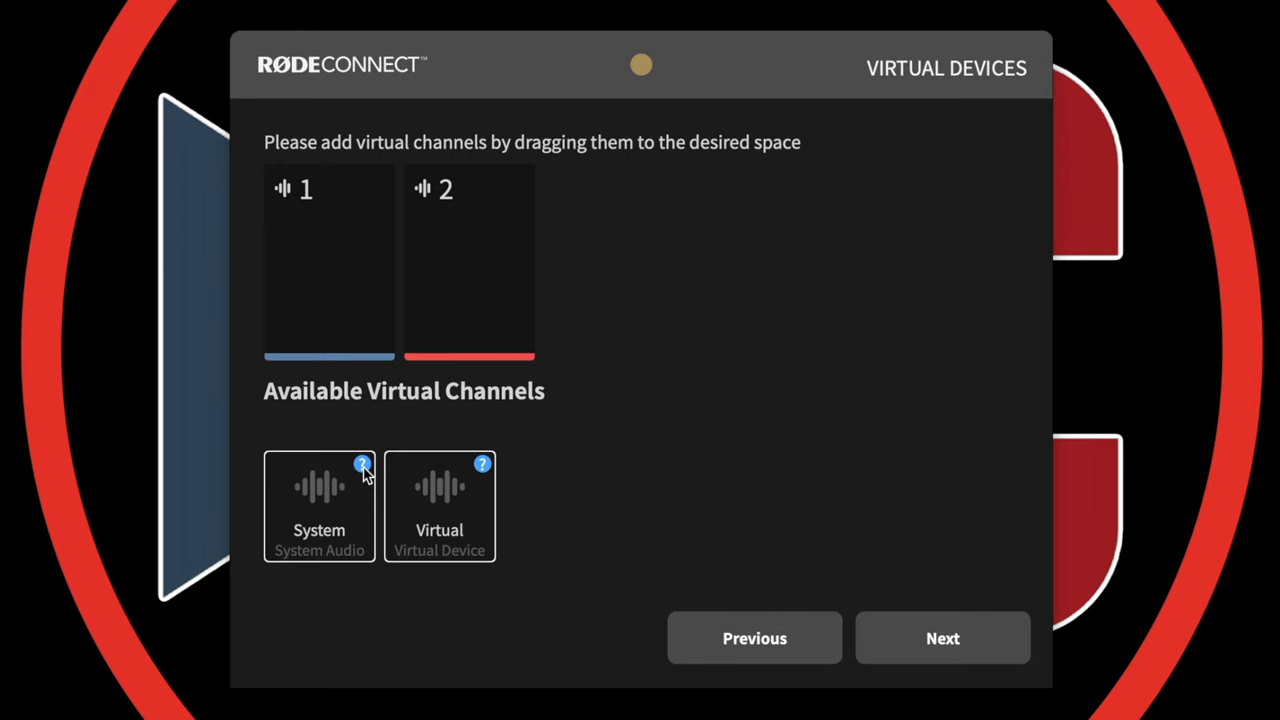 RØDECONNECT™
VIRTUAL DEVICES
Please add virtual channels by dragging them to the desired space
1
2
Available Virtual Channels
?
?
System
Virtual
System Audio
Virtual Device
Previous
Next